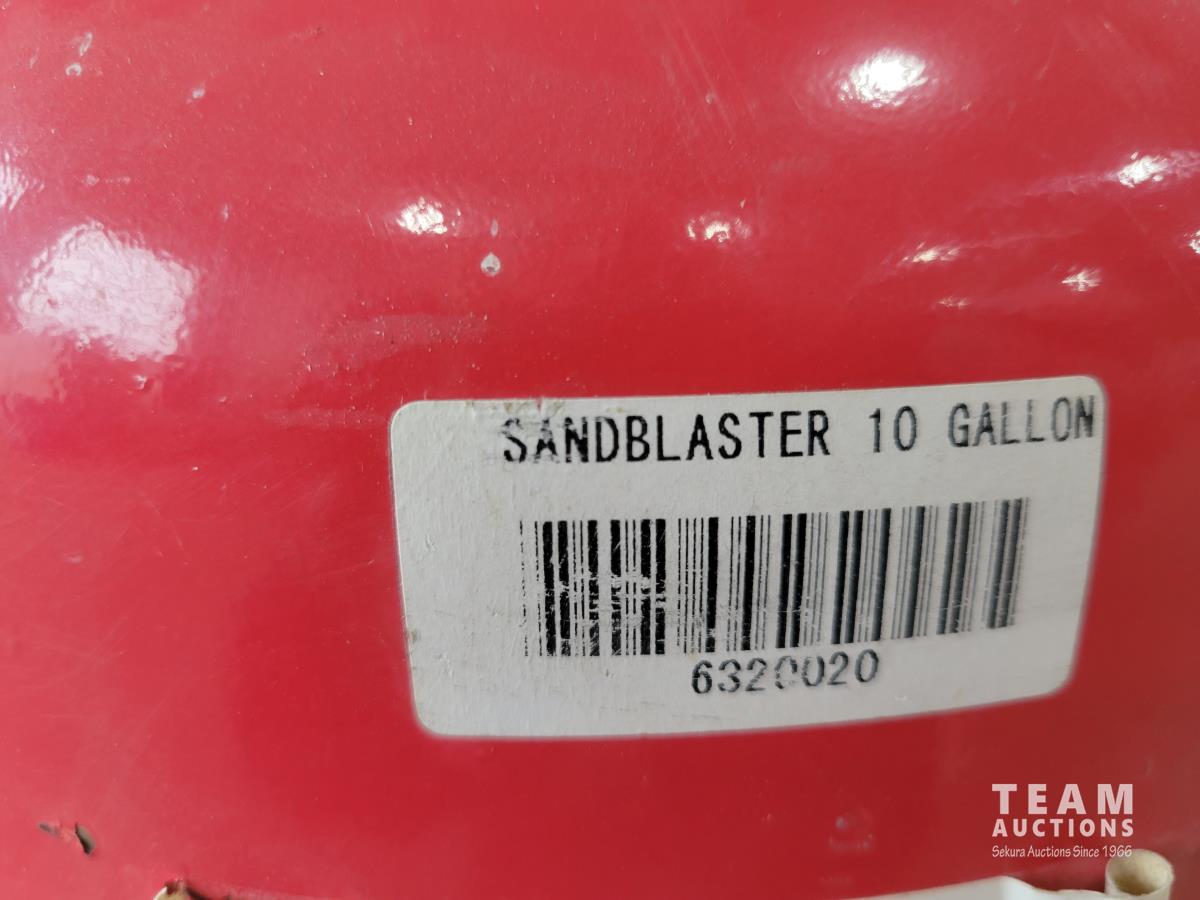 SANDBLASTER 10 GALLON
6320020
TEAM
AUCTIONS
Sekura Auctions Since 1966